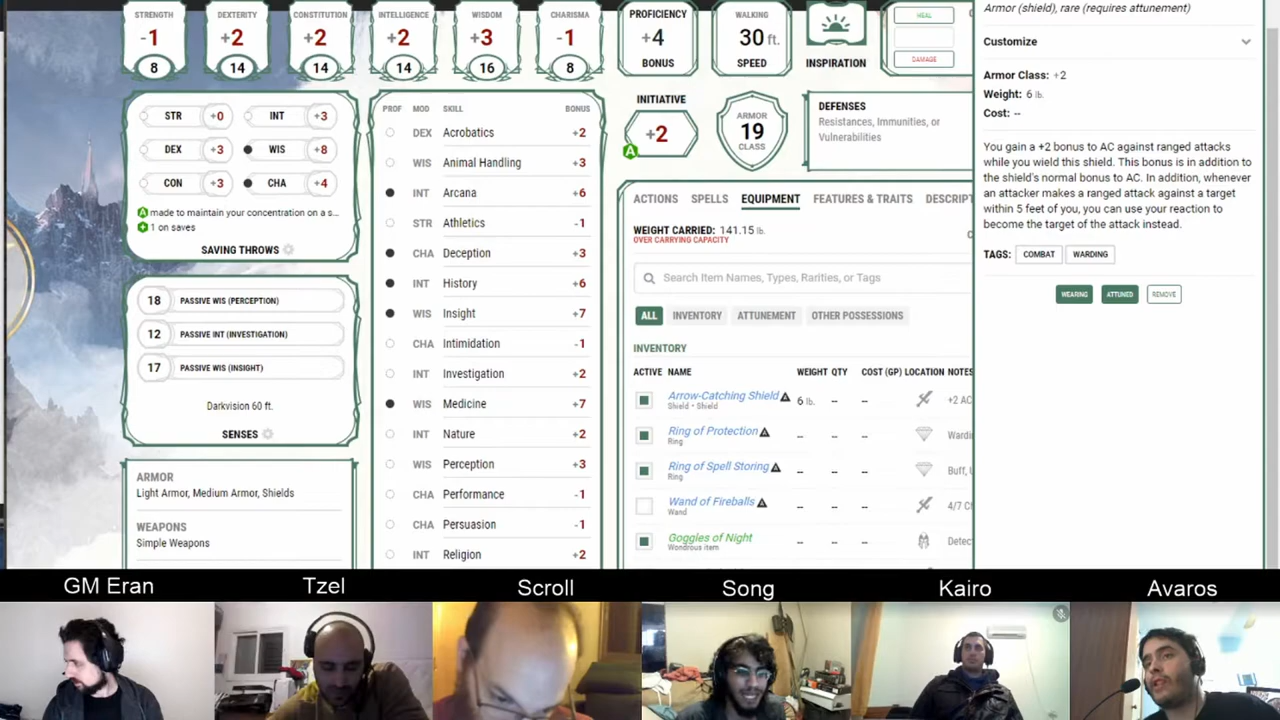 STRENGTH
-1
8
DEXTERITY
+2
14
CONSTITUTION
+2
14
INTELLIGENCE
+2
14
WISDOM
+3
16
CHARISMA
-1
8
PROFICIENCY
+4
BONUS
WALKING
30 ft.
SPEED
INSPIRATION
HEAL
DAMAGE
STR +0
INT +3
DEX +3
WIS +8
CON +3
CHA +4
made to maintain your concentration on a s...
1 on saves
SAVING THROWS
18 PASSIVE WIS (PERCEPTION)
12 PASSIVE INT (INVESTIGATION)
17 PASSIVE WIS (INSIGHT)
Darkvision 60 ft.
SENSES
ARMOR
Light Armor, Medium Armor, Shields
WEAPONS
Simple Weapons
PROF MOD SKILL BONUS
DEX Acrobatics +2
WIS Animal Handling +3
INT Arcana +6
STR Athletics -1
CHA Deception +3
INT History +6
WIS Insight +7
CHA Intimidation -1
INT Investigation +2
WIS Medicine +7
INT Nature +2
WIS Perception +3
CHA Performance -1
CHA Persuasion -1
INT Religion +2
INITIATIVE
+2
A
ARMOR
19
CLASS
DEFENSES
Resistances, Immunities, or
Vulnerabilities
ACTIONS SPELLS EQUIPMENT FEATURES & TRAITS DESCRIPT
WEIGHT CARRIED: 141.15 lb.
OVER CARRYING CAPACITY
Search Item Names, Types, Rarities, or Tags
ALL INVENTORY ATTUNEMENT OTHER POSSESSIONS
INVENTORY
ACTIVE NAME WEIGHT QTY COST (GP) LOCATION NOTES
Arrow-Catching Shield 6 lb. -- -- +2 AC
Shield • Shield
Ring of Protection -- -- -- Wardi
Ring
Ring of Spell Storing -- -- -- Buff, U
Ring
Wand of Fireballs -- -- -- 4/7 Ch
Wand
Goggles of Night -- -- -- Detec
Wondrous item
Armor (shield), rare (requires attunement)
Customize
Armor Class: +2
Weight: 6 lb.
Cost: --
You gain a +2 bonus to AC against ranged attacks
while you wield this shield. This bonus is in addition to
the shield's normal bonus to AC. In addition, whenever
an attacker makes a ranged attack against a target
within 5 feet of you, you can use your reaction to
become the target of the attack instead.
TAGS: COMBAT WARDING
WEARING ATTUNED REMOVE
GM Eran
Tzel
Scroll
Song
Kairo
Avaros